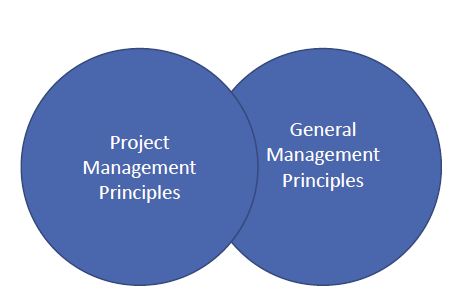 Project
Management
Principles
General
Management
Principles